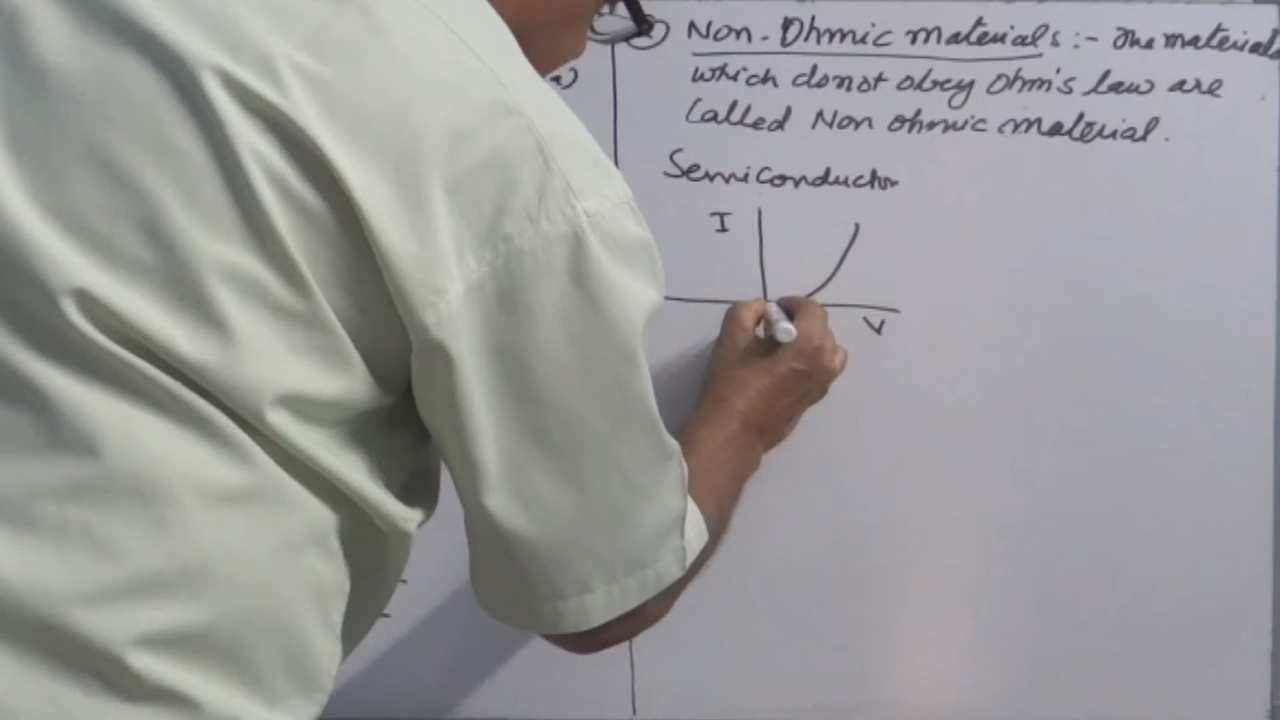 Non-Ohmic materials :- The materials
which donot obey Ohm's law are
Called Non ohmic material.
Semiconductor
I
V